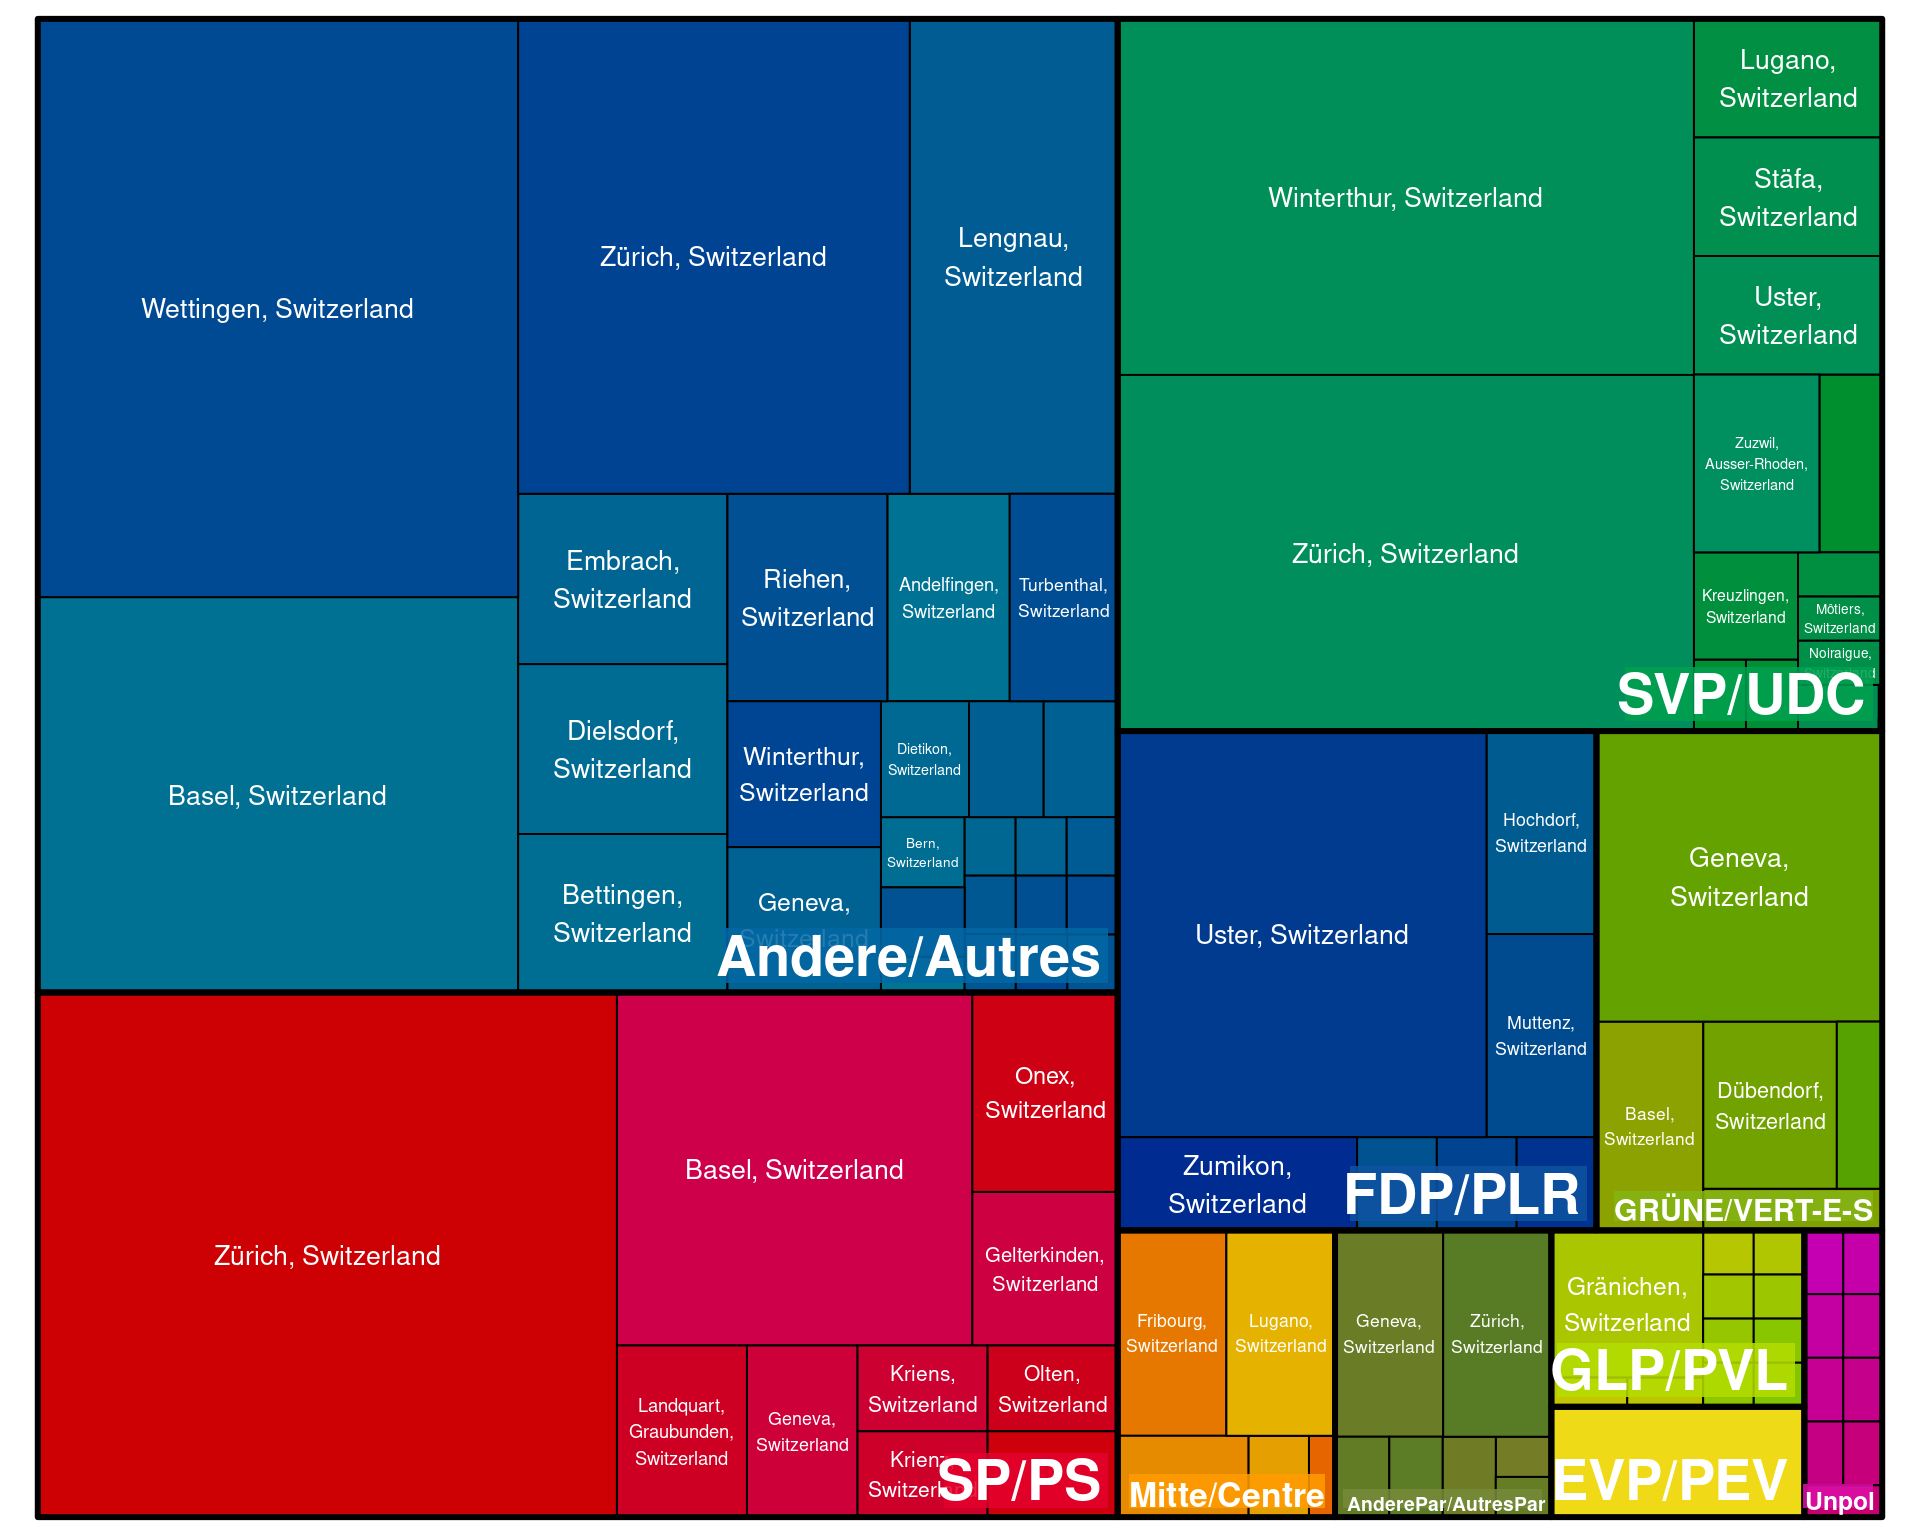 Wettingen, Switzerland
Zürich, Switzerland
Lengnau,
Switzerland
Embrach,
Switzerland
Riehen,
Switzerland
Andelfingen,
Switzerland
Turbenthal,
Switzerland
Basel, Switzerland
Dielsdorf,
Switzerland
Winterthur,
Switzerland
Dietikon,
Switzerland
Bern,
Switzerland
Bettingen,
Switzerland
Geneva,
Switzerland
Andere/Autres
Winterthur, Switzerland
Lugano,
Switzerland
Stäfa,
Switzerland
Uster,
Switzerland
Zürich, Switzerland
Zuzwil,
Ausser-Rhoden,
Switzerland
Kreuzlingen,
Switzerland
Môtiers,
Switzerland
Noiraigue,
Switzerland
SVP/UDC
Zürich, Switzerland
Basel, Switzerland
Onex,
Switzerland
Gelterkinden,
Switzerland
Landquart,
Graubunden,
Switzerland
Geneva,
Switzerland
Kriens,
Switzerland
Olten,
Switzerland
Krienz
Switzerland
SP/PS
Uster, Switzerland
Hochdorf,
Switzerland
Muttenz,
Switzerland
Zumikon,
Switzerland
FDP/PLR
Geneva,
Switzerland
Basel,
Switzerland
Dübendorf,
Switzerland
GRÜNE/VERT-E-S
Fribourg,
Switzerland
Lugano,
Switzerland
Mitte/Centre
Geneva,
Switzerland
Zürich,
Switzerland
AnderePar/AutresPar
Gränichen,
Switzerland
GLP/PVL
EVP/PEV
Unpol